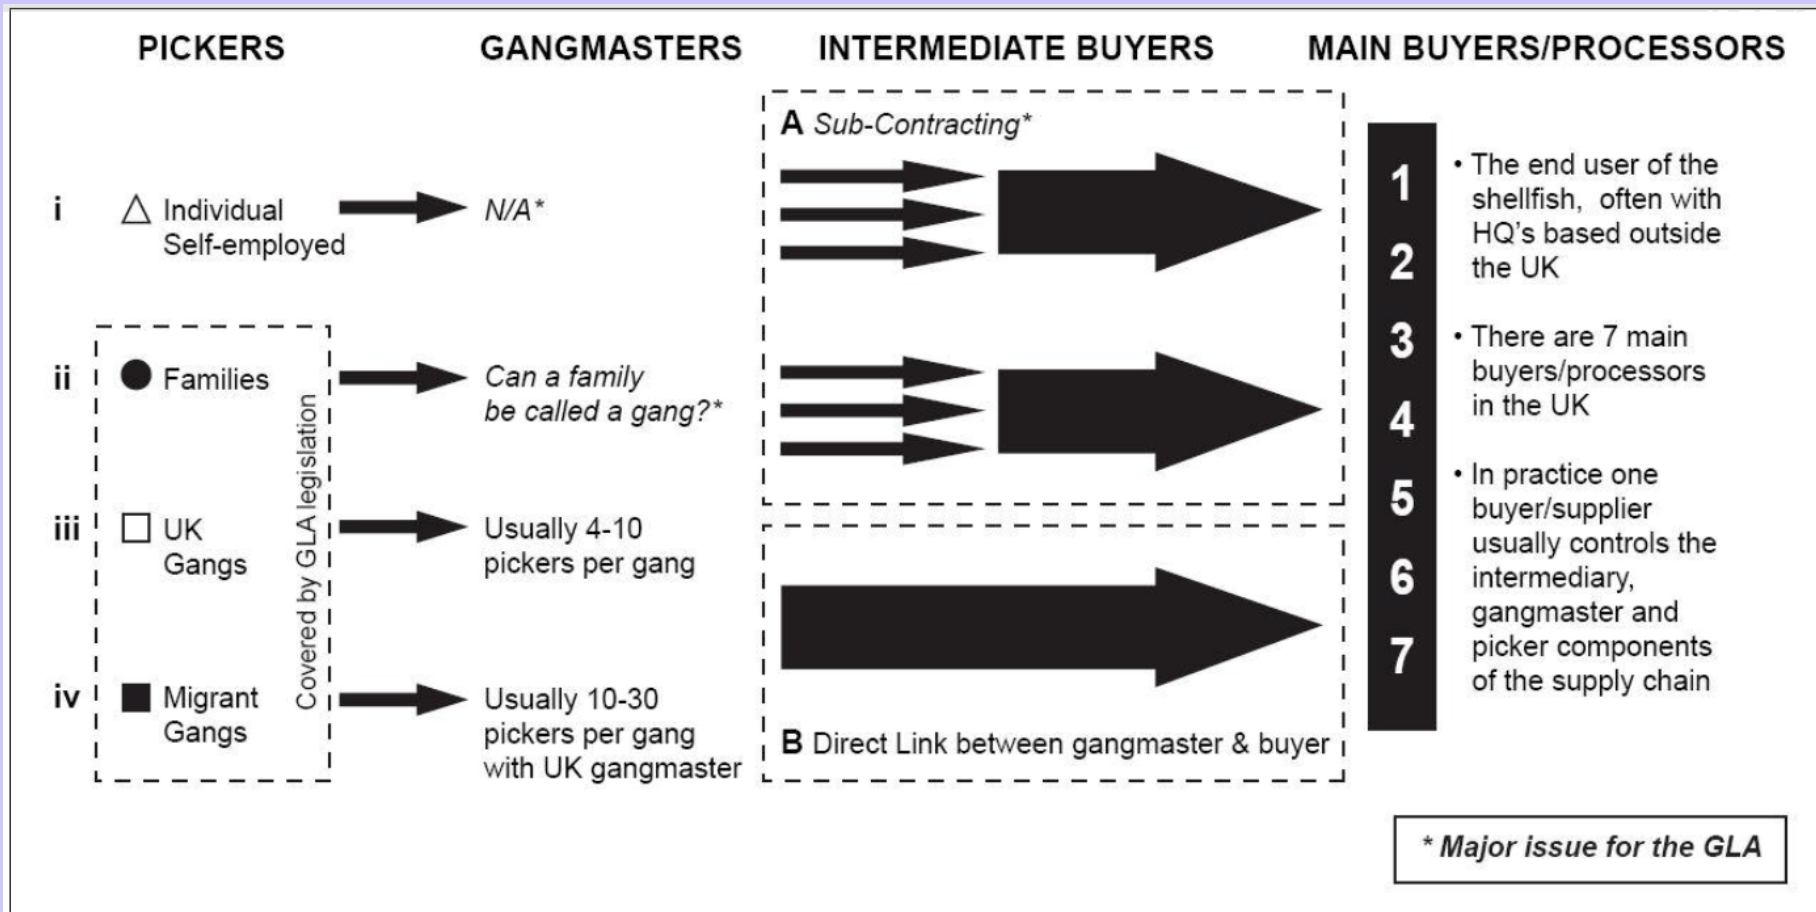 PICKERS
GANGMASTERS
INTERMEDIATE BUYERS
MAIN BUYERS/PROCESSORS
i
Individual
Self-employed
N/A*
ii
Families
Can a family
be called a gang?*
iii
UK
Gangs
Usually 4-10
pickers per gang
iv
Migrant
Gangs
Usually 10-30
pickers per gang
with UK gangmaster
Covered by GLA legislation
A Sub-Contracting*
B Direct Link between gangmaster & buyer
1
2
3
4
5
6
7
• The end user of the
shellfish, often with
HQ's based outside
the UK
• There are 7 main
buyers/processors
in the UK
• In practice one
buyer/supplier
usually controls the
intermediary,
gangmaster and
picker components
of the supply chain
* Major issue for the GLA